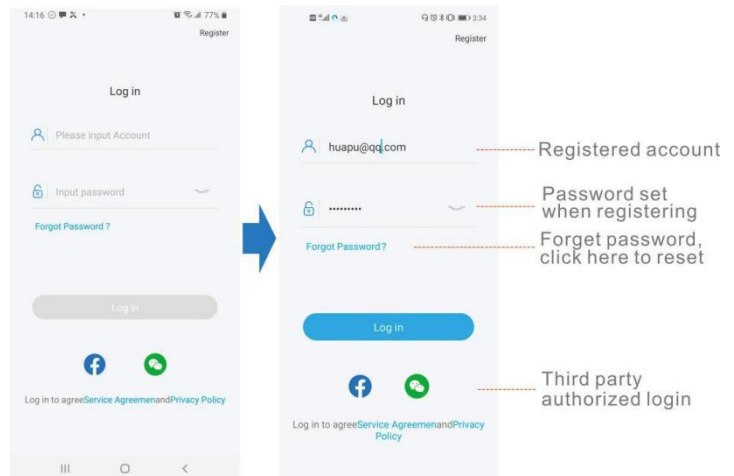 14:16
77%
Register
Log in
Please input Account
Input password
Forgot Password ?
Log in
Log in to agreeService AgreemenandPrivacy Policy
3:34
Register
Log in
huapu@qq.com
•••••••••
Forgot Password?
Log in
Log in to agreeService AgreemenandPrivacy
Policy
Registered account
Password set
when registering
Forget password,
click here to reset
Third party
authorized login